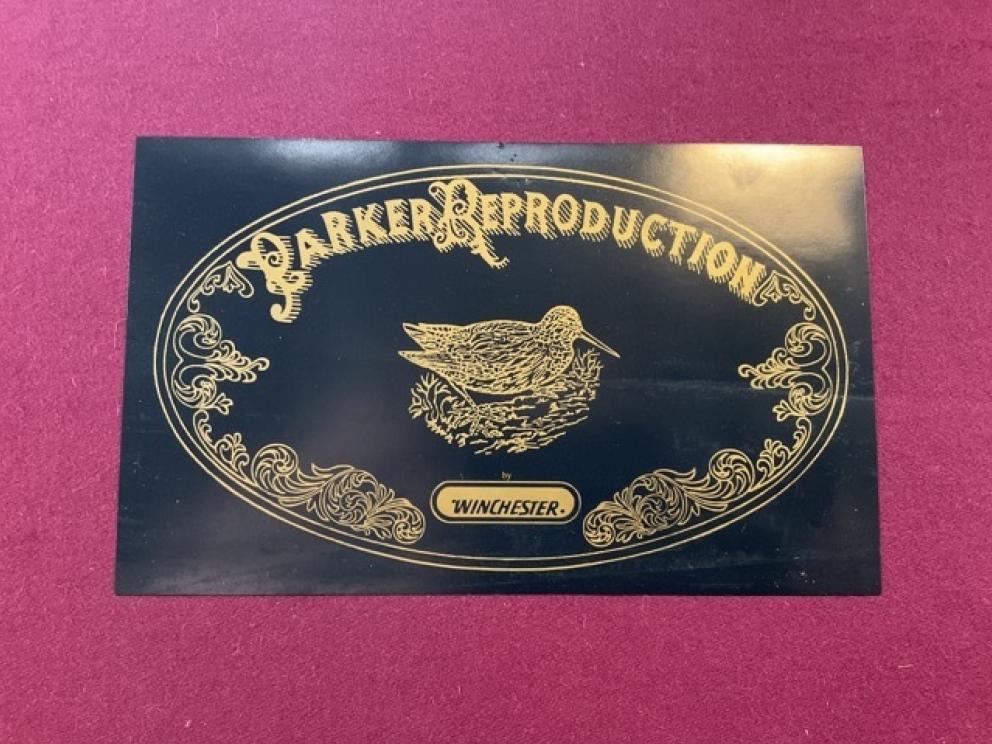 PARKER REPRODUCTION
by
WINCHESTER.